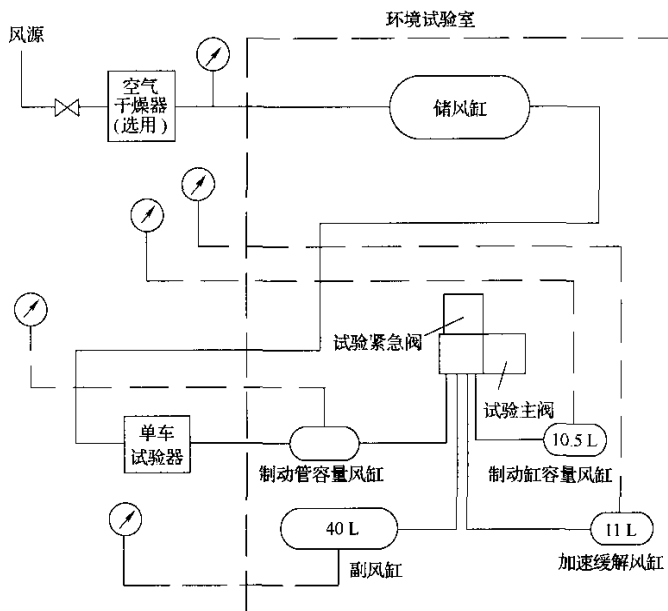 环境试验室
风源
空气
干燥器
(选用)
储风缸
试验紧急阀
试验主阀
单车
试验器
制动管容量风缸
10.5 L
制动缸容量风缸
40 L
副风缸
11 L
加速缓解风缸